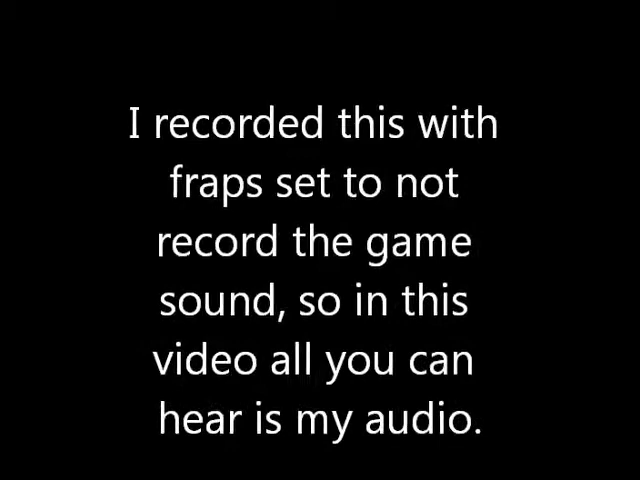 I recorded this with
fraps set to not
record the game
sound, so in this
video all you can
hear is my audio.